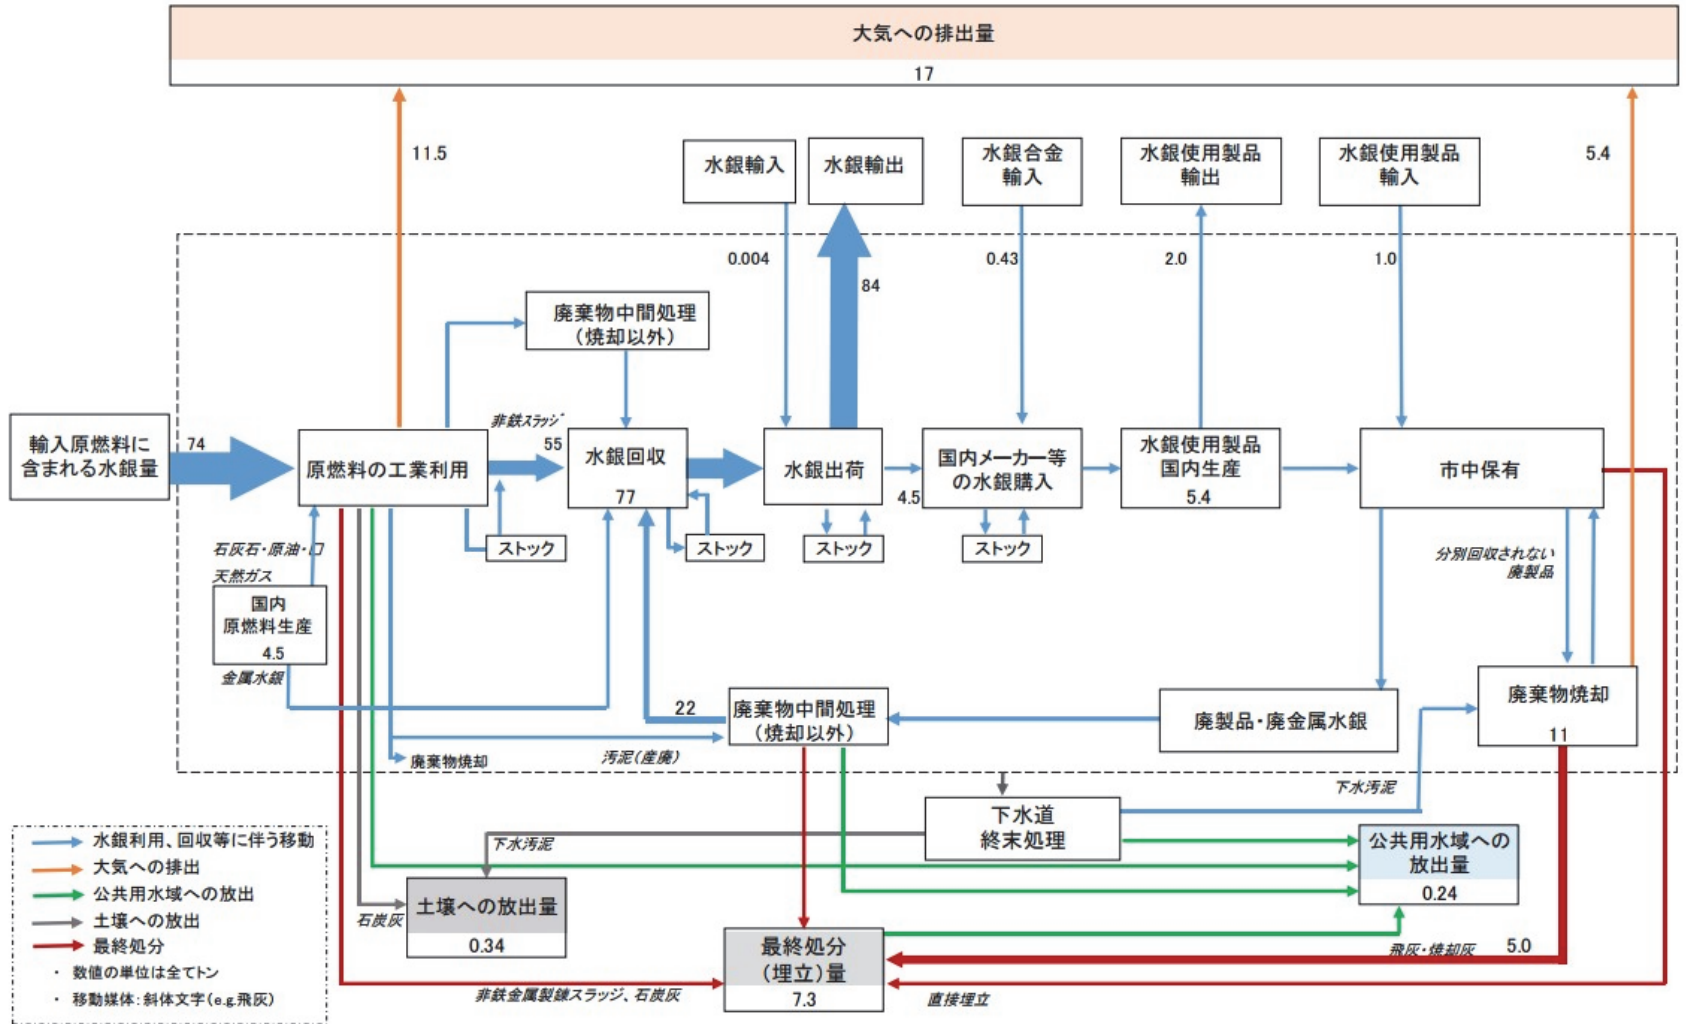 大気への排出量
17
11.5
5.4
水銀輸入
水銀輸出
水銀合金
輸入
水銀使用製品
輸出
水銀使用製品
輸入
0.004
84
0.43
2.0
1.0
廃棄物中間処理
(焼却以外)
輸入原燃料に
含まれる水銀量
74
原燃料の工業利用
非鉄スラッジ
55
水銀回収
77
水銀出荷
4.5
国内メーカー等
の水銀購入
水銀使用製品
国内生産
5.4
市中保有
ストック
ストック
ストック
ストック
石灰石・原油・口
天然ガス
国内
原燃料生産
4.5
金属水銀
分別回収されない
廃製品
22
廃棄物中間処理
(焼却以外)
廃製品・廃金属水銀
廃棄物焼却
11
廃棄物焼却
汚泥(産廃)
下水汚泥
下水道
終末処理
下水汚泥
公共用水域への
放出量
0.24
石炭灰
土壌への放出量
0.34
最終処分
(埋立)量
7.3
飛灰・焼却灰
5.0
非鉄金属製錬スラッジ、石炭灰
直接埋立
水銀利用、回収等に伴う移動
大気への排出
公共用水域への放出
土壌への放出
最終処分
・ 数値の単位は全てトン
・ 移動媒体:斜体文字(e.g.飛灰)